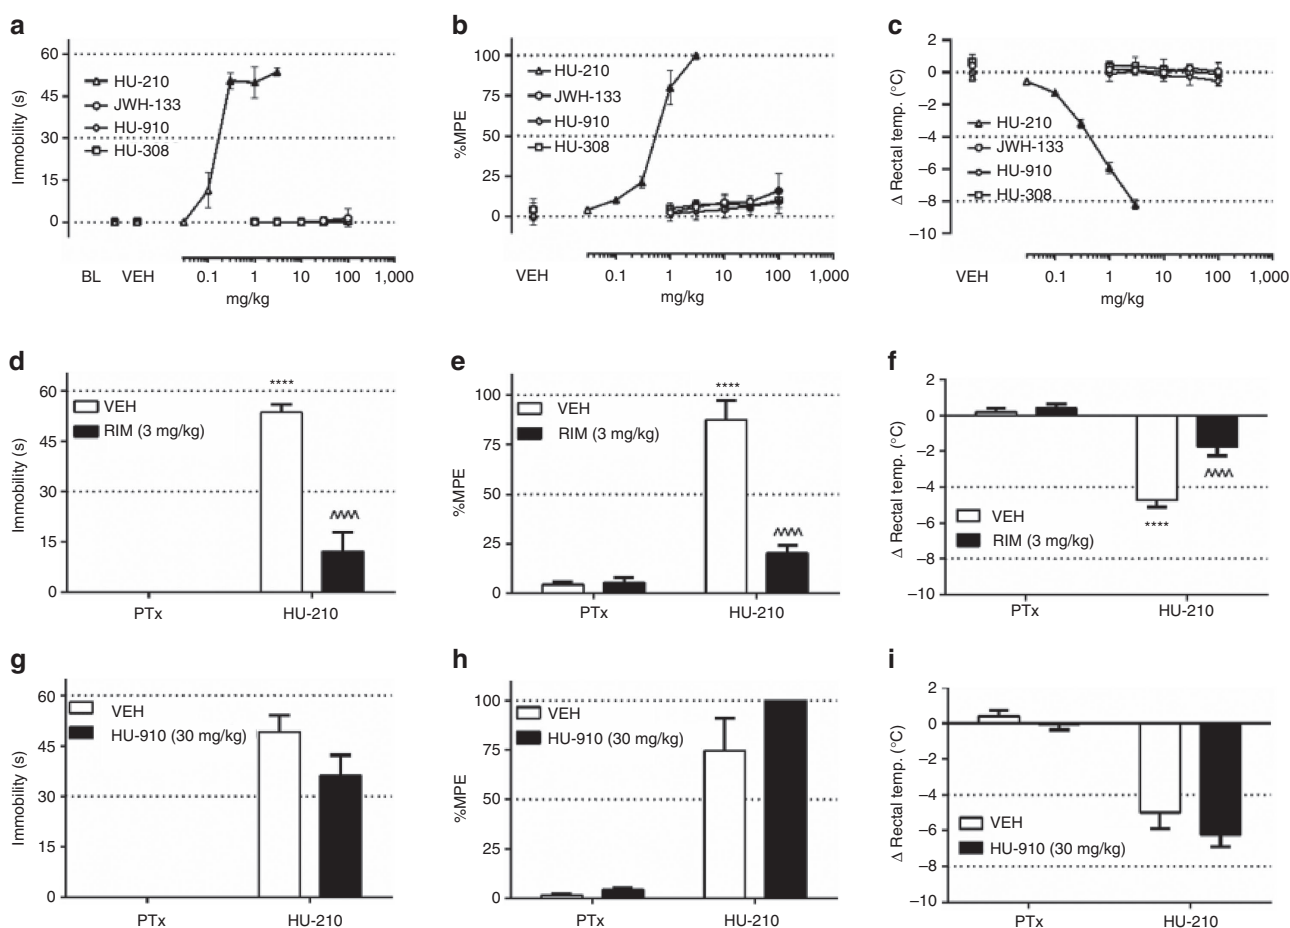 a
60
45
30
15
0
Immobility (s)
HU-210
JWH-133
HU-910
HU-308
BL VEH 0.1 1 10 100 1,000
mg/kg
b
100
75
50
25
0
%MPE
HU-210
JWH-133
HU-910
HU-308
VEH 0.1 1 10 100 1,000
mg/kg
c
2
0
−2
−4
−6
−8
−10
Δ Rectal temp. (°C)
HU-210
JWH-133
HU-910
HU-308
VEH 0.1 1 10 100 1,000
mg/kg
d
60
45
30
15
0
Immobility (s)
VEH
RIM (3 mg/kg)
****
^^^^
PTx HU-210
e
100
75
50
25
0
%MPE
VEH
RIM (3 mg/kg)
****
^^^^
PTx HU-210
f
2
0
−2
−4
−6
−8
−10
Δ Rectal temp. (°C)
^^^^
VEH
RIM (3 mg/kg)
****
PTx HU-210
g
60
45
30
15
0
Immobility (s)
VEH
HU-910 (30 mg/kg)
PTx HU-210
h
100
75
50
25
0
%MPE
VEH
HU-910 (30 mg/kg)
PTx HU-210
i
2
0
−2
−4
−6
−8
−10
Δ Rectal temp. (°C)
VEH
HU-910 (30 mg/kg)
PTx HU-210